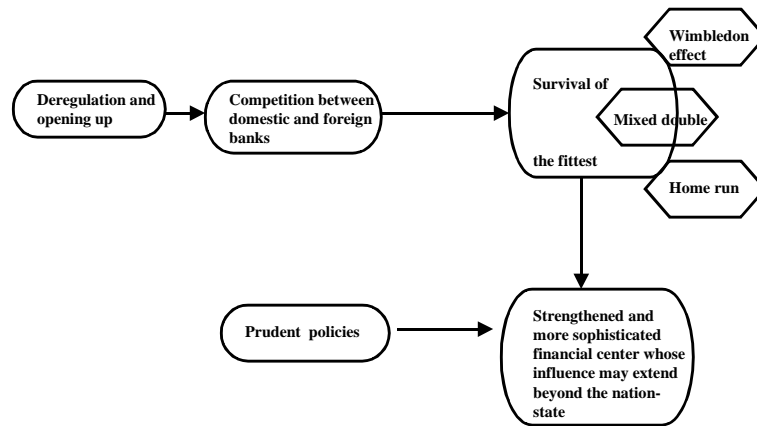 Wimbledon
effect
Survival of
Mixed double
the fittest
Home run
Deregulation and
opening up
Competition between
domestic and foreign
banks
Prudent policies
Strengthened and
more sophisticated
financial center whose
influence may extend
beyond the nation-
state